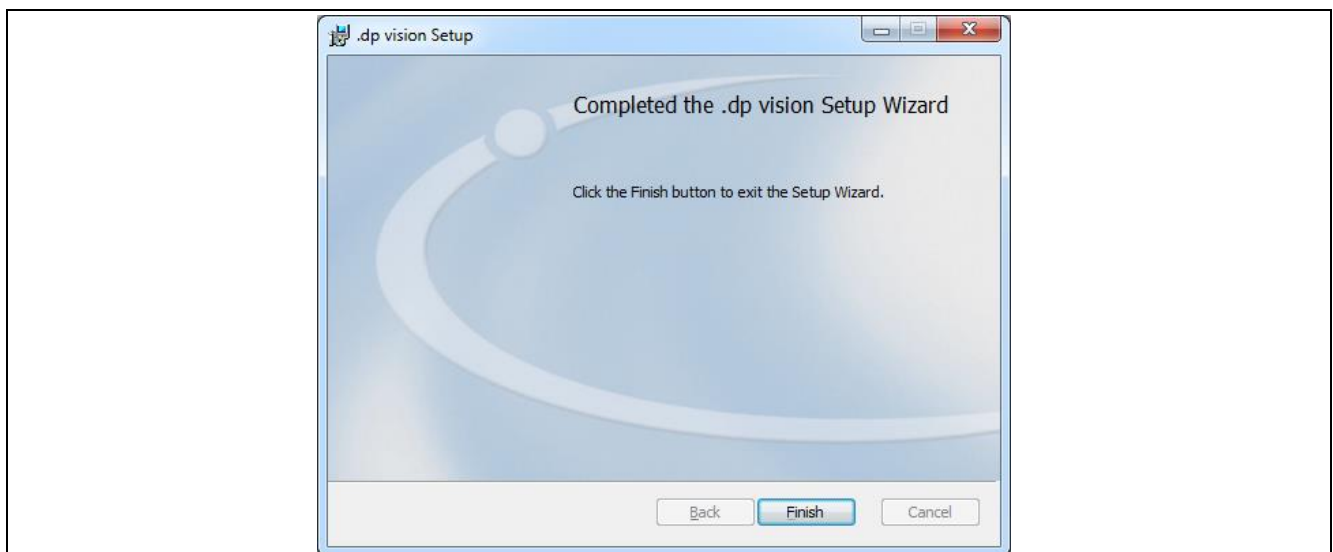 .dp vision Setup
Completed the .dp vision Setup Wizard
Click the Finish button to exit the Setup Wizard.
Back Finish Cancel